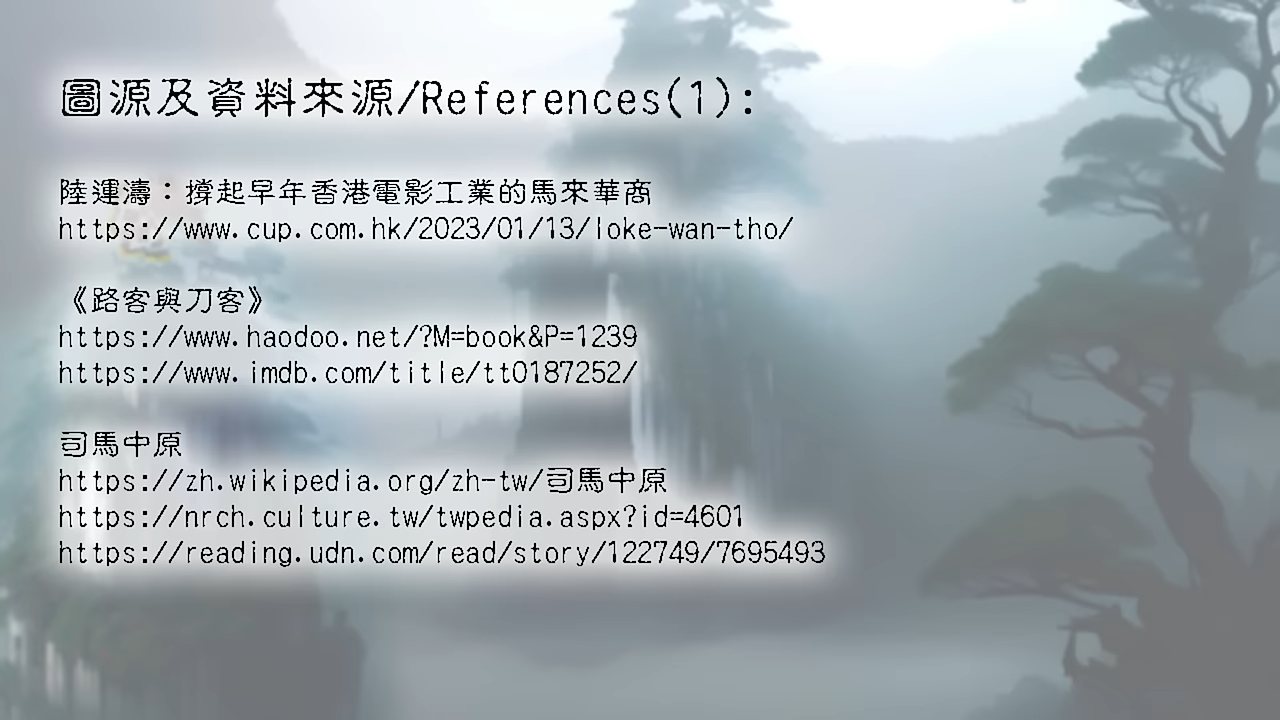 圖源及資料來源/References(1):
陸運濤：撐起早年香港電影工業的馬來華商
https://www.cup.com.hk/2023/01/13/loke-wan-tho/
《路客與刀客》
https://www.haodoo.net/?M=book&P=1239
https://www.imdb.com/title/tt0187252/
司馬中原
https://zh.wikipedia.org/zh-tw/司馬中原
https://nrch.culture.tw/twpedia.aspx?id=4601
https://reading.udn.com/read/story/122749/7695493